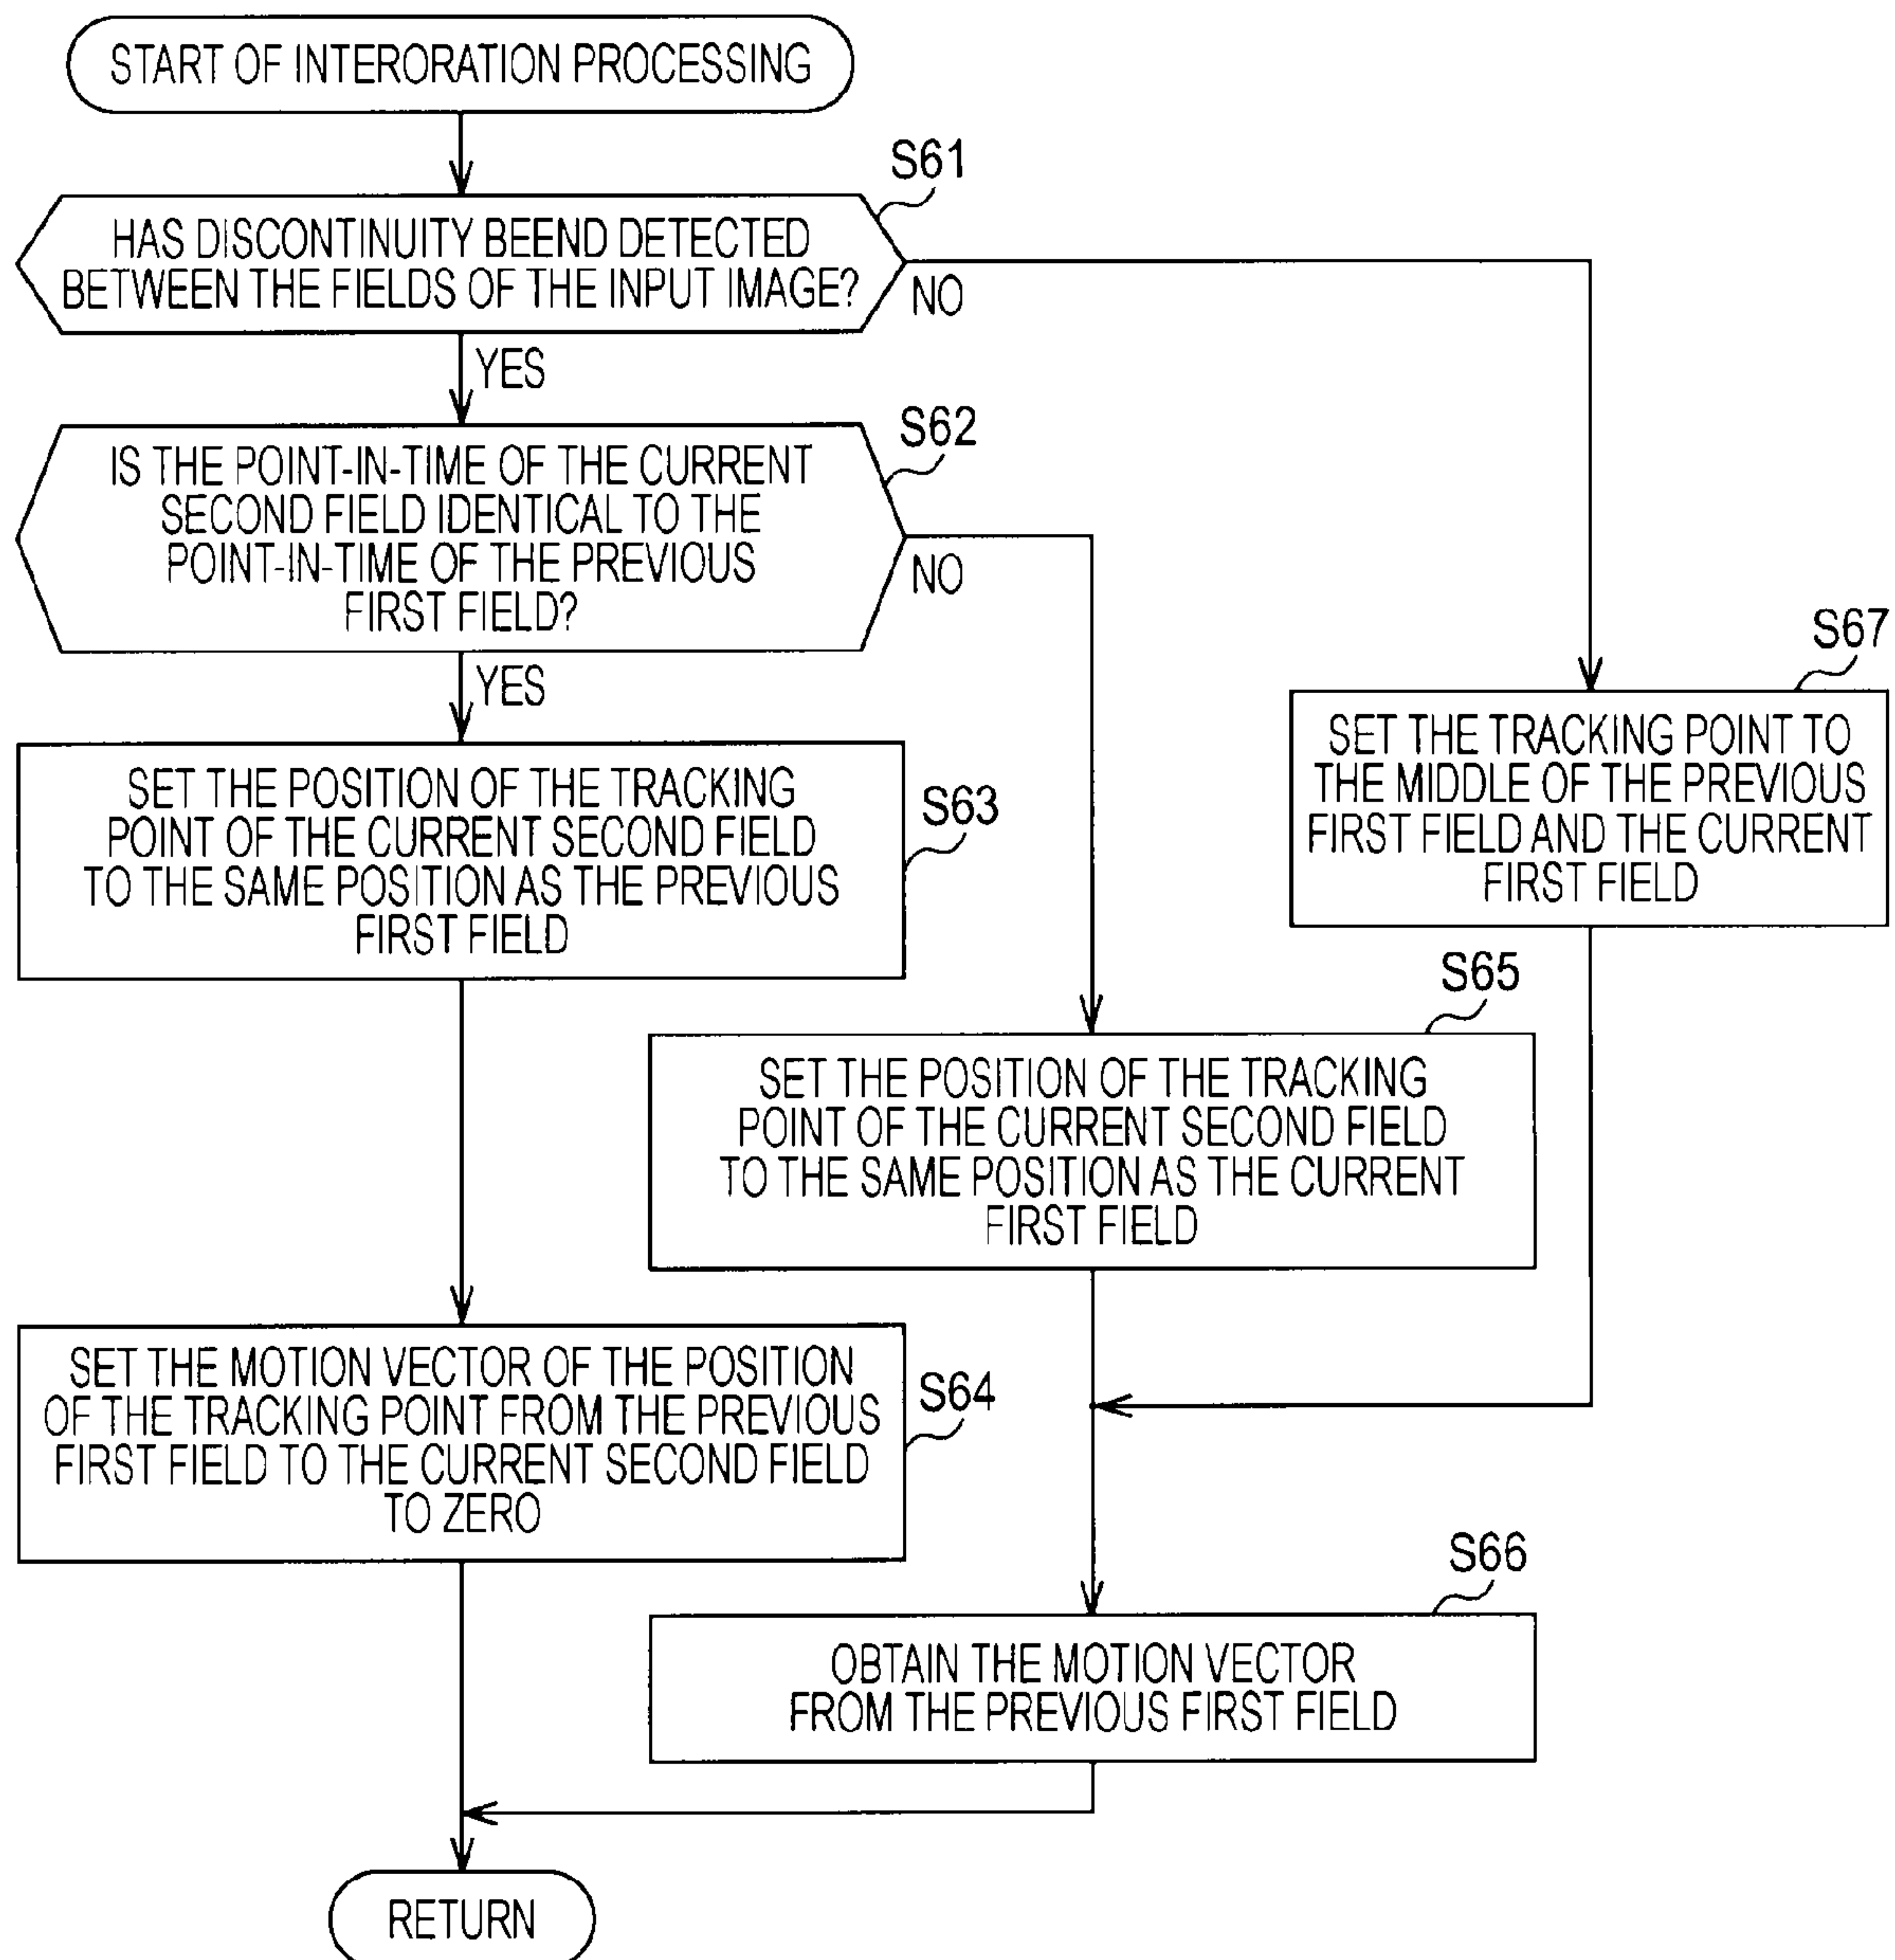 START OF INTERORATION PROCESSING
S61
HAS DISCONTINUITY BEEND DETECTED
BETWEEN THE FIELDS OF THE INPUT IMAGE?
NO
YES
S62
IS THE POINT-IN-TIME OF THE CURRENT
SECOND FIELD IDENTICAL TO THE
POINT-IN-TIME OF THE PREVIOUS
FIRST FIELD?
NO
YES
S67
SET THE TRACKING POINT TO
THE MIDDLE OF THE PREVIOUS
FIRST FIELD AND THE CURRENT
FIRST FIELD
S63
SET THE POSITION OF THE TRACKING
POINT OF THE CURRENT SECOND FIELD
TO THE SAME POSITION AS THE PREVIOUS
FIRST FIELD
S65
SET THE POSITION OF THE TRACKING
POINT OF THE CURRENT SECOND FIELD
TO THE SAME POSITION AS THE CURRENT
FIRST FIELD
S64
SET THE MOTION VECTOR OF THE POSITION
OF THE TRACKING POINT FROM THE PREVIOUS
FIRST FIELD TO THE CURRENT SECOND FIELD
TO ZERO
S66
OBTAIN THE MOTION VECTOR
FROM THE PREVIOUS FIRST FIELD
RETURN